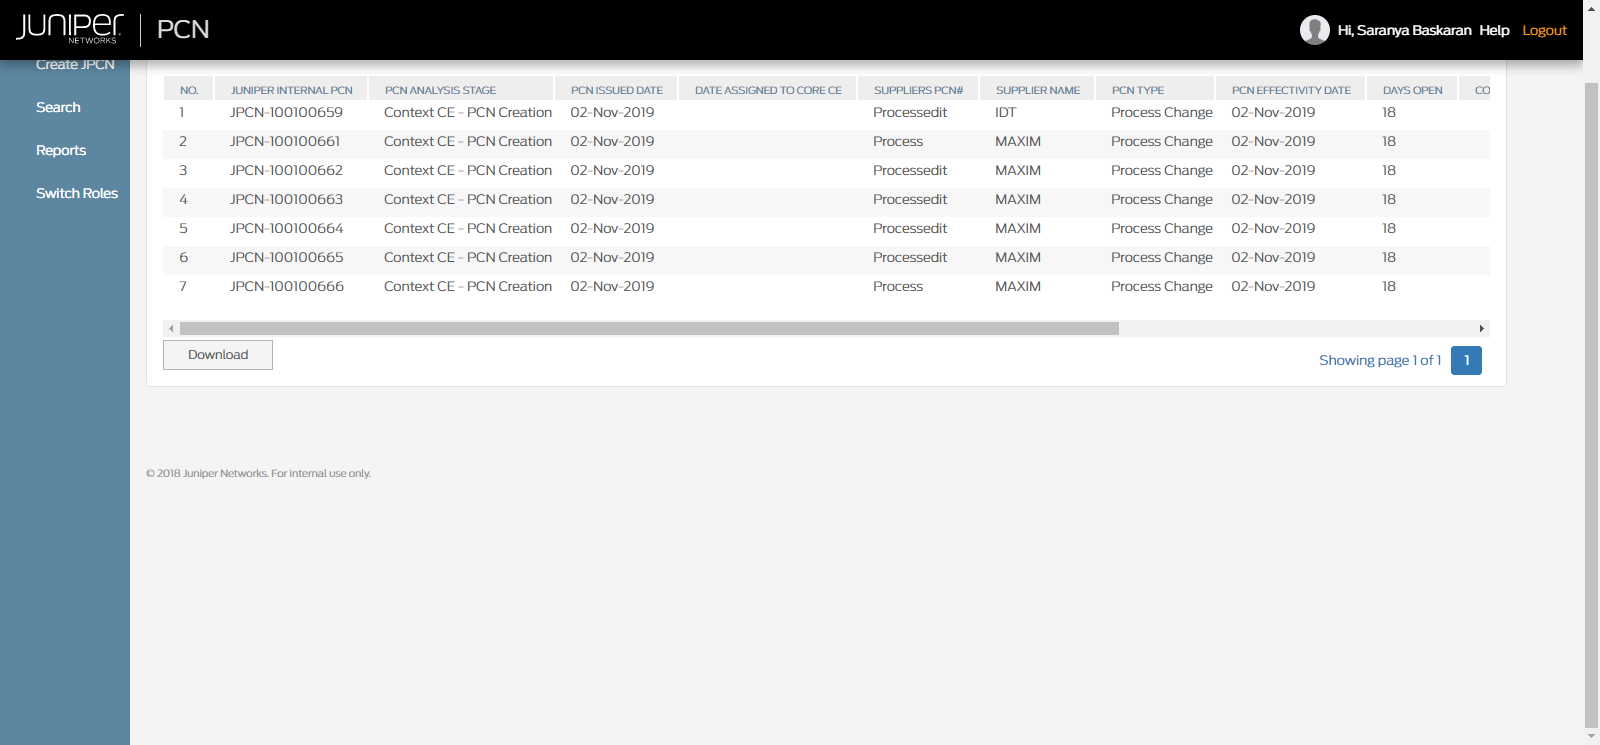 JUNIPER NETWORKS | PCN Hi, Saranya Baskaran Help Logout
Create JPCN
Search
Reports
Switch Roles
NO. JUNIPER INTERNAL PCN PCN ANALYSIS STAGE PCN ISSUED DATE DATE ASSIGNED TO CORE CE SUPPLIERS PCN# SUPPLIER NAME PCN TYPE PCN EFFECTIVITY DATE DAYS OPEN CO
1 JPCN-100100659 Context CE - PCN Creation 02-Nov-2019 Processedit IDT Process Change 02-Nov-2019 18
2 JPCN-100100661 Context CE - PCN Creation 02-Nov-2019 Process MAXIM Process Change 02-Nov-2019 18
3 JPCN-100100662 Context CE - PCN Creation 02-Nov-2019 Processedit MAXIM Process Change 02-Nov-2019 18
4 JPCN-100100663 Context CE - PCN Creation 02-Nov-2019 Processedit MAXIM Process Change 02-Nov-2019 18
5 JPCN-100100664 Context CE - PCN Creation 02-Nov-2019 Processedit MAXIM Process Change 02-Nov-2019 18
6 JPCN-100100665 Context CE - PCN Creation 02-Nov-2019 Processedit MAXIM Process Change 02-Nov-2019 18
7 JPCN-100100666 Context CE - PCN Creation 02-Nov-2019 Process MAXIM Process Change 02-Nov-2019 18
Download
Showing page 1 of 1 1
© 2018 Juniper Networks. For internal use only.